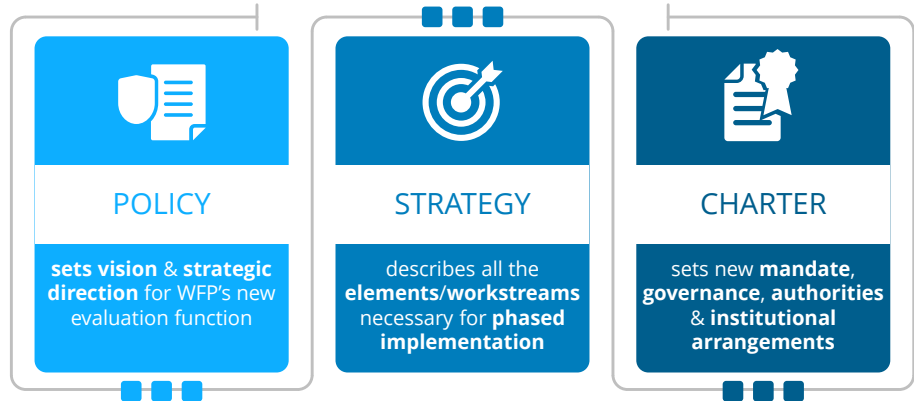 POLICY
sets vision & strategic
direction for WFP's new
evaluation function
STRATEGY
describes all the
elements/workstreams
necessary for phased
implementation
CHARTER
sets new mandate,
governance, authorities
& institutional
arrangements